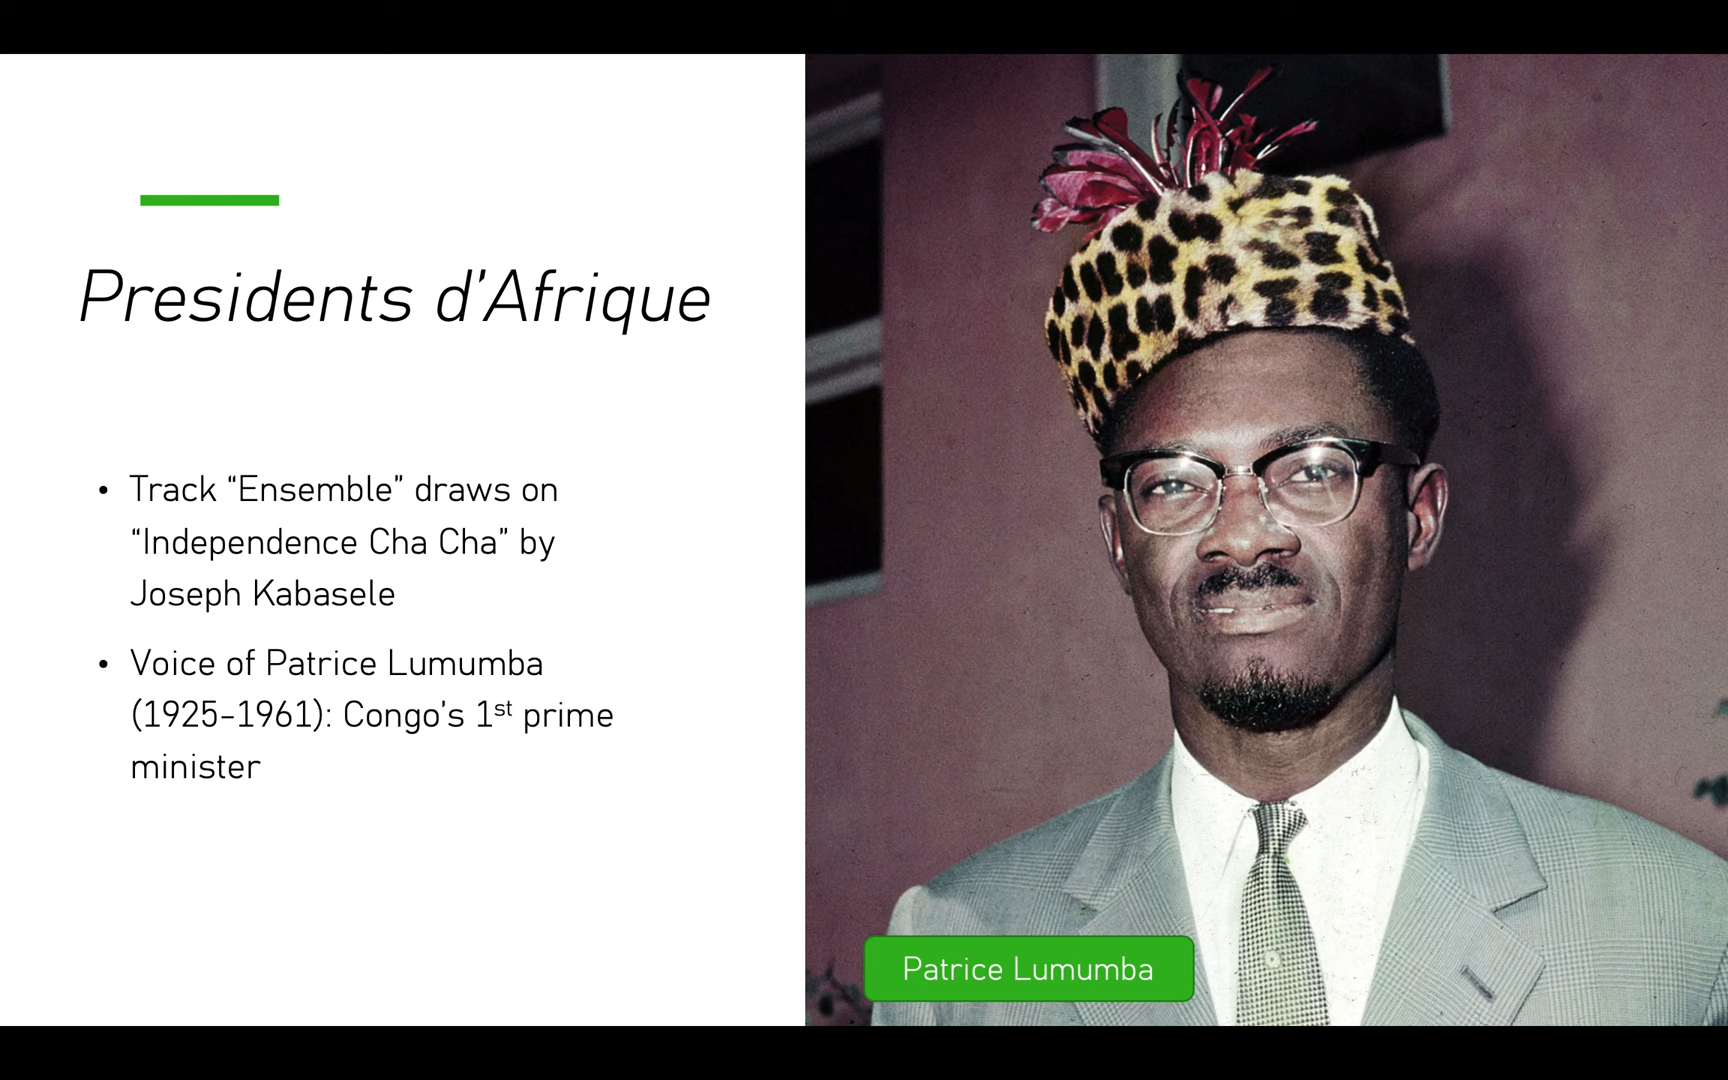 Presidents d’Afrique
• Track “Ensemble” draws on
“Independence Cha Cha” by
Joseph Kabasele
• Voice of Patrice Lumumba
(1925-1961): Congo’s 1st prime
minister
Patrice Lumumba